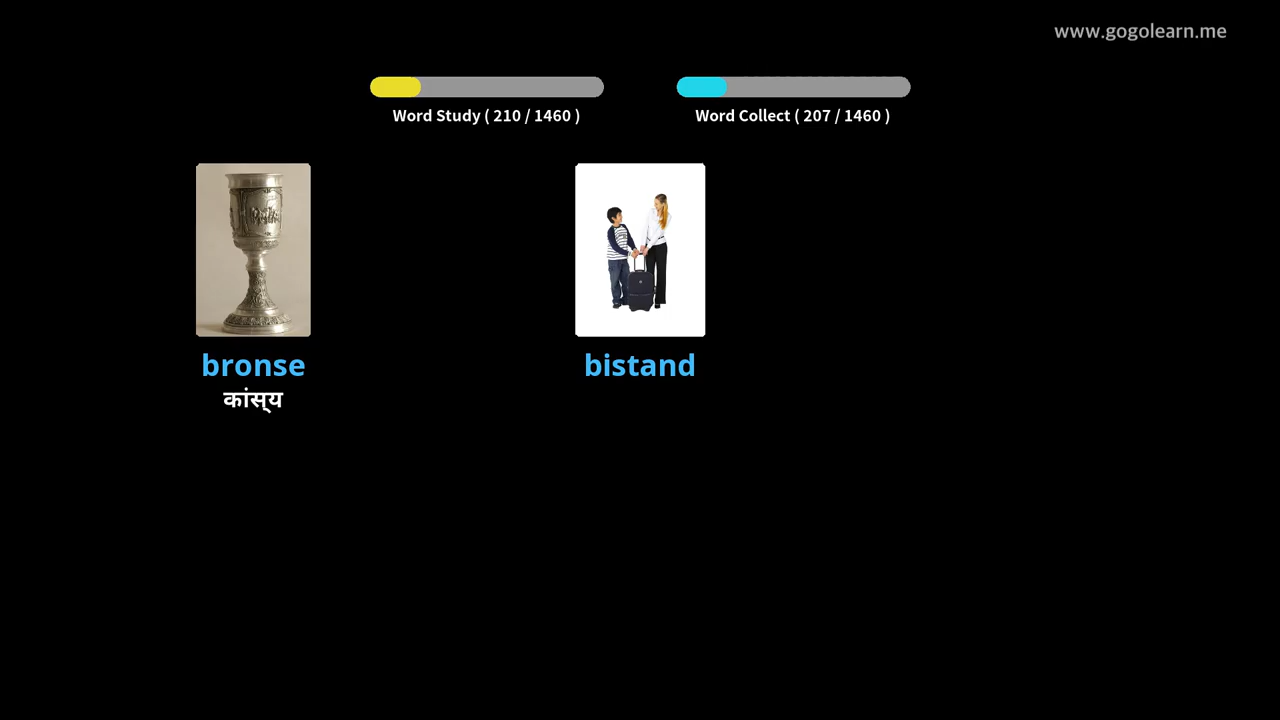 www.gogolearn.me
Word Study ( 210 / 1460 )
Word Collect ( 207 / 1460 )
bronse
कांस्‍य
bistand